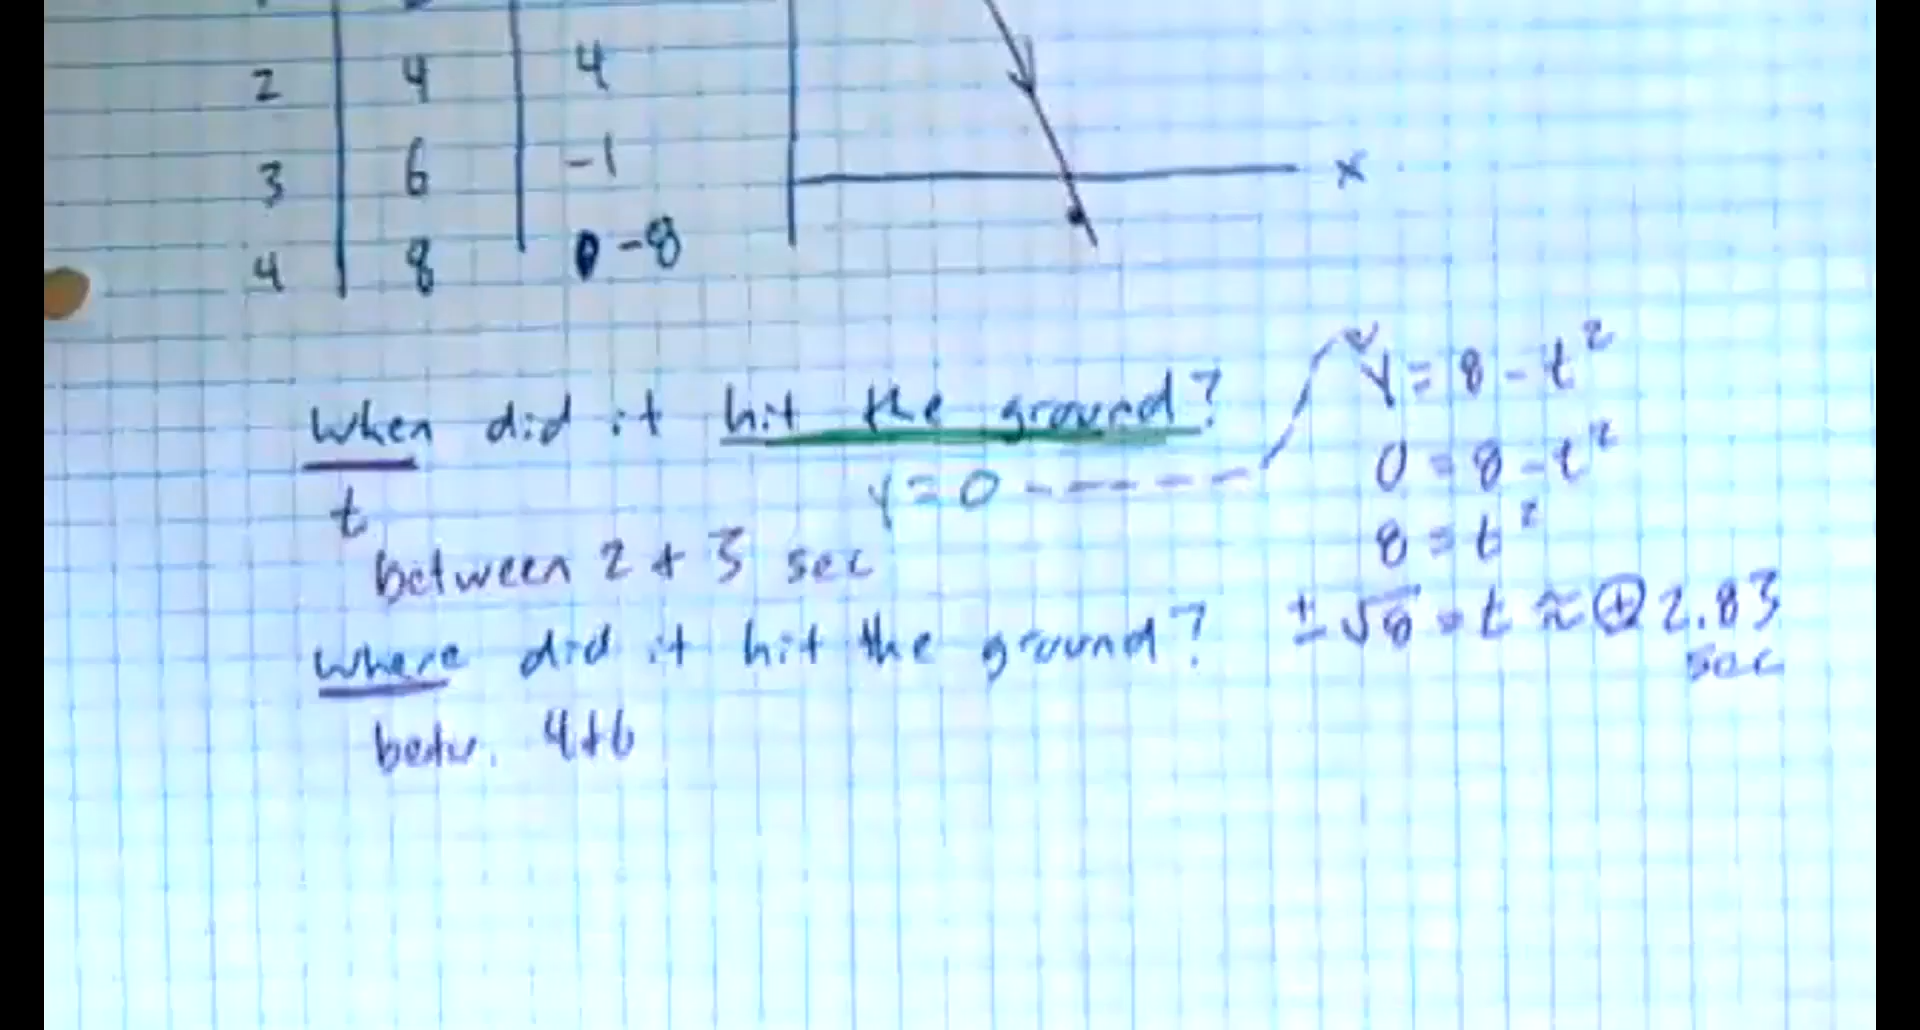 2 4 4
3 6 -1
4 8 -8
x
When did it hit the ground?
t
y=0
between 2 + 3 sec
Where did it hit the ground?
betw. 4+6
y = 8 - t²
0 = 8 - t²
8 = t²
±√8 = t ≈ + 2.83
sec